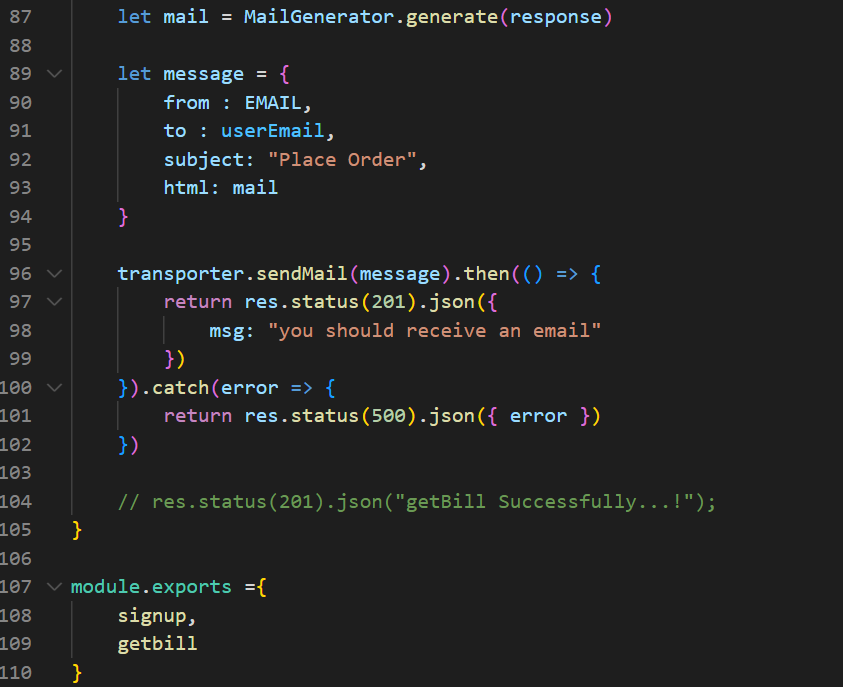 87 let mail = MailGenerator.generate(response)
88
89 let message = {
90 from : EMAIL,
91 to : userEmail,
92 subject: "Place Order",
93 html: mail
94 }
95
96 transporter.sendMail(message).then(() => {
97 return res.status(201).json({
98 msg: "you should receive an email"
99 })
100 }).catch(error => {
101 return res.status(500).json({ error })
102 })
103
104 // res.status(201).json("getBill Successfully...!");
105 }
106
107 module.exports ={
108 signup,
109 getbill
110 }